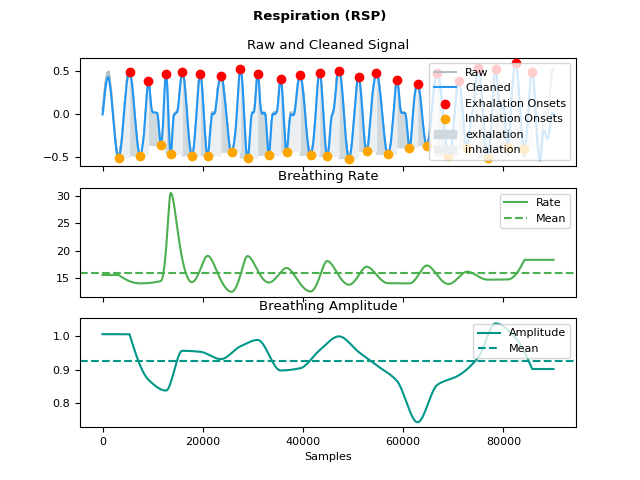 Respiration (RSP)
Raw and Cleaned Signal
0.5
0.0
−0.5
Raw
Cleaned
Exhalation Onsets
Inhalation Onsets
exhalation
inhalation
Breathing Rate
30
25
20
15
Rate
Mean
Breathing Amplitude
1.0
0.9
0.8
Amplitude
Mean
0 20000 40000 60000 80000
Samples